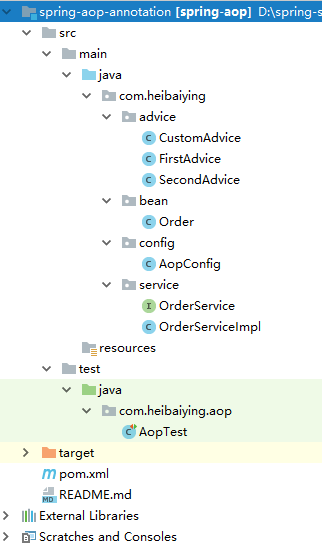 spring-aop-annotation [spring-aop] D:\spring-s
src
main
java
com.heibaiying
advice
CustomAdvice
FirstAdvice
SecondAdvice
bean
Order
config
AopConfig
service
OrderService
OrderServiceImpl
resources
test
java
com.heibaiying.aop
AopTest
target
pom.xml
README.md
External Libraries
Scratches and Consoles